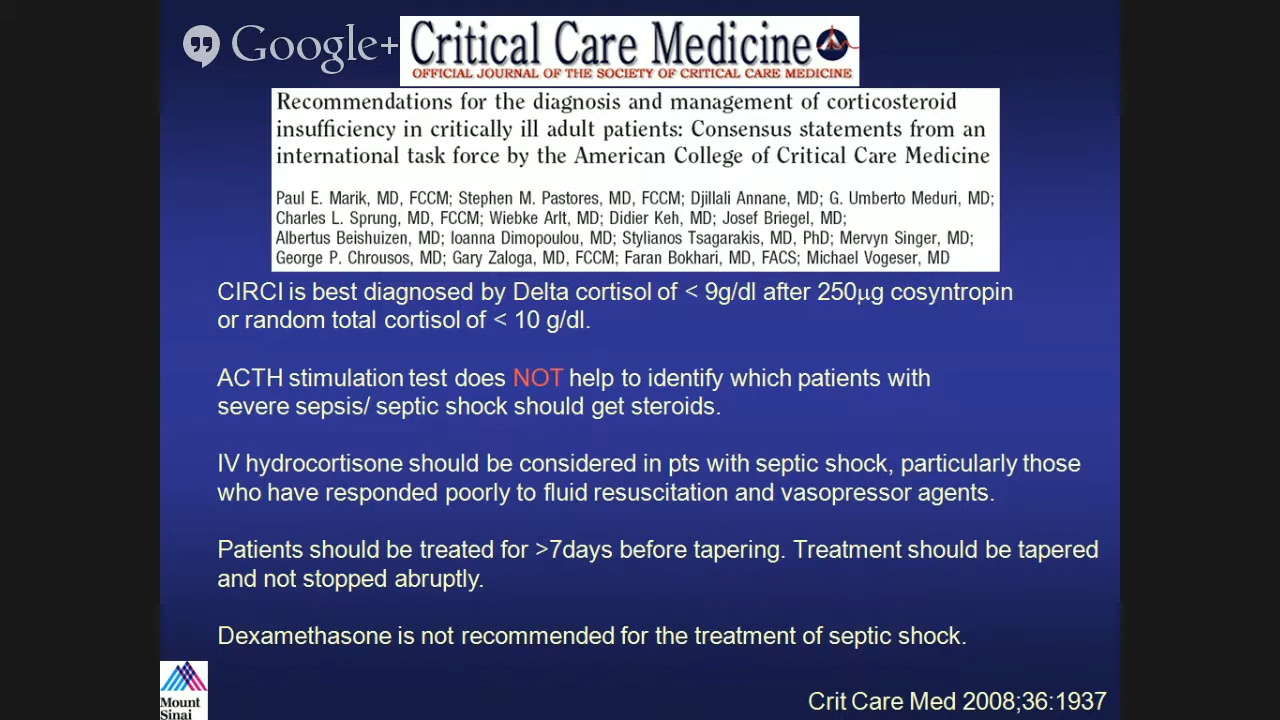 Google+
Critical Care Medicine
OFFICIAL JOURNAL OF THE SOCIETY OF CRITICAL CARE MEDICINE
Recommendations for the diagnosis and management of corticosteroid
insufficiency in critically ill adult patients: Consensus statements from an
international task force by the American College of Critical Care Medicine
Paul E. Marik, MD, FCCM; Stephen M. Pastores, MD, FCCM; Djillali Annane, MD; G. Umberto Meduri, MD;
Charles L. Sprung, MD, FCCM; Wiebke Arlt, MD; Didier Keh, MD; Josef Briegel, MD;
Albertus Beishuizen, MD; Ioanna Dimopoulou, MD; Stylianos Tsagarakis, MD, PhD; Mervyn Singer, MD;
George P. Chrousos, MD; Gary Zaloga, MD, FCCM; Faran Bokhari, MD, FACS; Michael Vogeser, MD
CIRCI is best diagnosed by Delta cortisol of < 9g/dl after 250μg cosyntropin
or random total cortisol of < 10 g/dl.
ACTH stimulation test does NOT help to identify which patients with
severe sepsis/ septic shock should get steroids.
IV hydrocortisone should be considered in pts with septic shock, particularly those
who have responded poorly to fluid resuscitation and vasopressor agents.
Patients should be treated for >7days before tapering. Treatment should be tapered
and not stopped abruptly.
Dexamethasone is not recommended for the treatment of septic shock.
Mount
Sinai
Crit Care Med 2008;36:1937